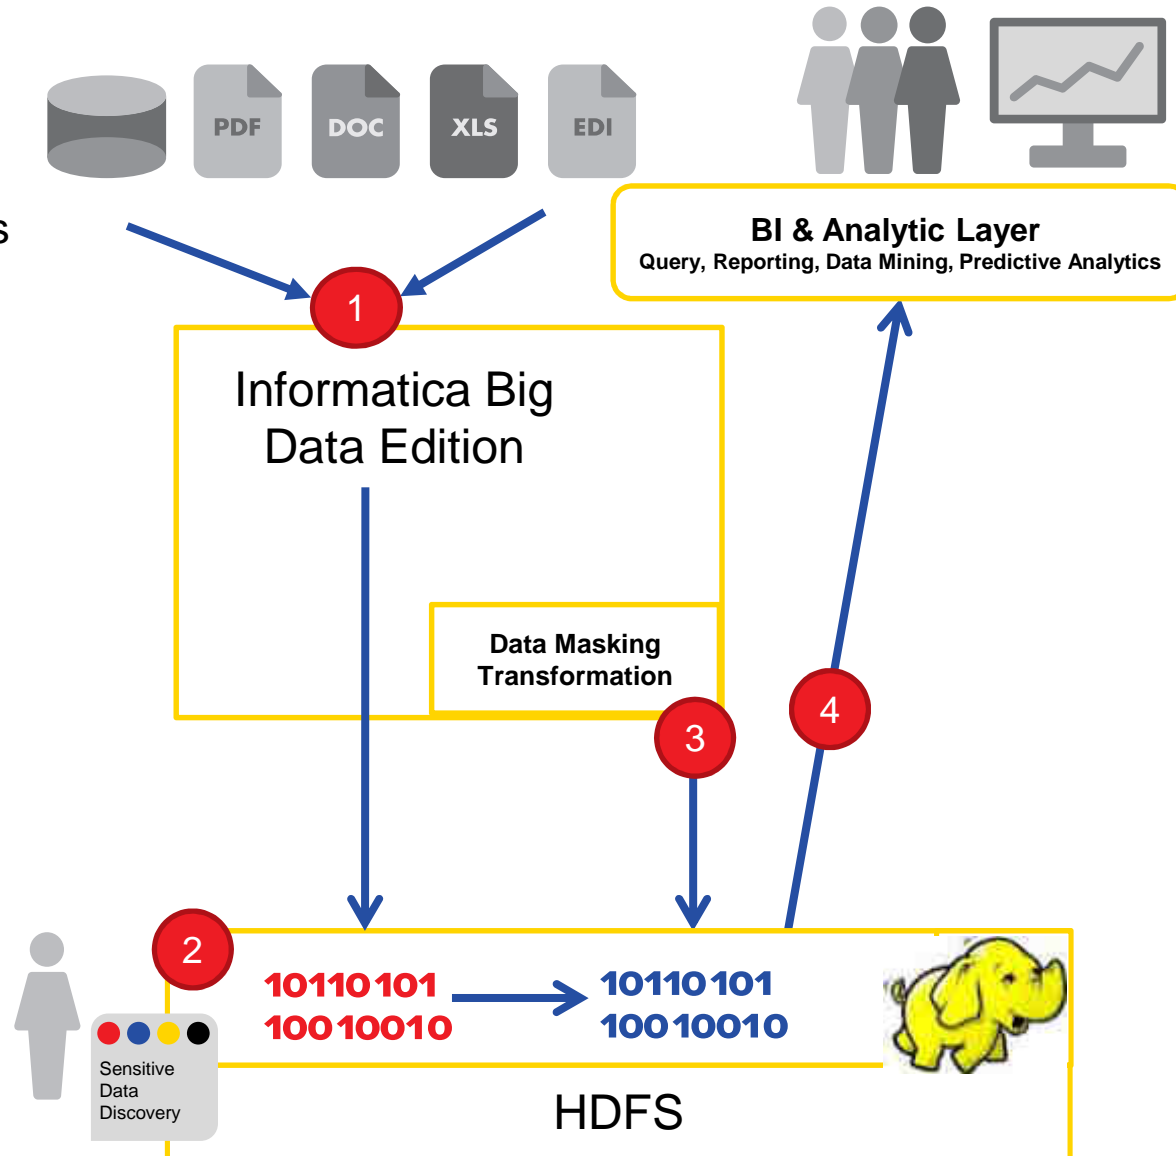 PDF
DOC
XLS
EDI
s
BI & Analytic Layer
Query, Reporting, Data Mining, Predictive Analytics
1
Informatica Big
Data Edition
Data Masking
Transformation
3
4
2
10110101
10010010
10110101
10010010
Sensitive
Data
Discovery
HDFS